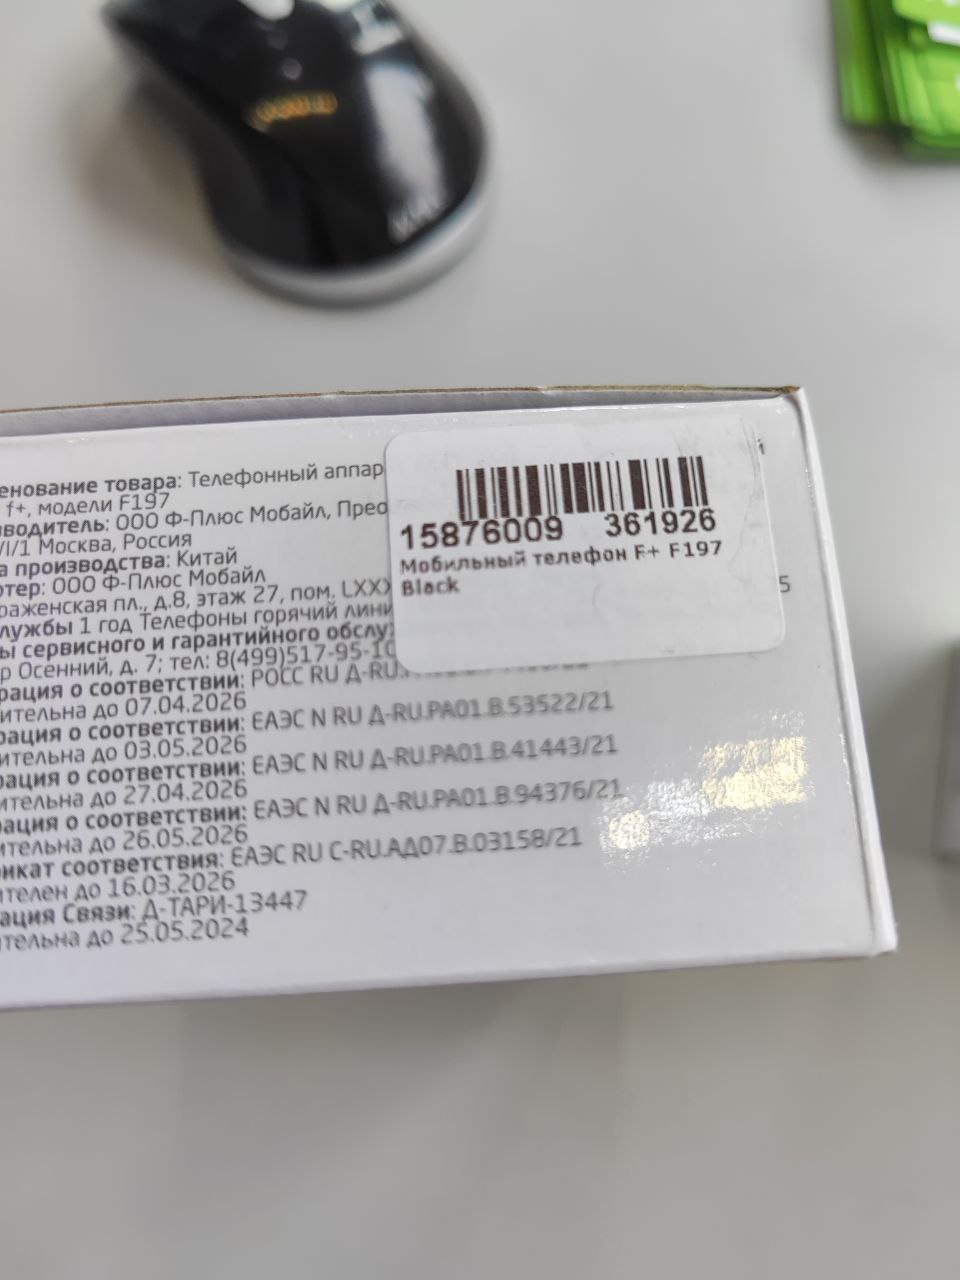 енование товара: Телефонный аппар
f+, модели F197
водитель: ООО Ф-Плюс Мобайл, Прео
/I/1 Москва, Россия
а производства: Китай
ртер: ООО Ф-Плюс Мобайл
раженская пл., д.8, этаж 27, пом. LXXX
5
лужбы 1 год Телефоны горячий лини
ы сервисного и гарантийного обслу
р Осенний, д. 7; тел: 8(499)517-95-10
рация о соответствии: РОСС RU Д-RU.
ительна до 07.04.2026
рация о соответствии: ЕАЭС N RU Д-RU.РА01.В.53522/21
ительна до 03.05.2026
рация о соответствии: ЕАЭС N RU Д-RU.РА01.В.41443/21
ительна до 27.04.2026
рация о соответствии: ЕАЭС N RU Д-RU.РА01.В.94376/21
ительна до 26.05.2026
икат соответствия: ЕАЭС RU С-RU.АД07.В.03158/21
ителен до 16.03.2026
ация Связи: Д-ТАРИ-13447
ительна до 25.05.2024
15876009 361926
Мобильный телефон F+ F197
Black